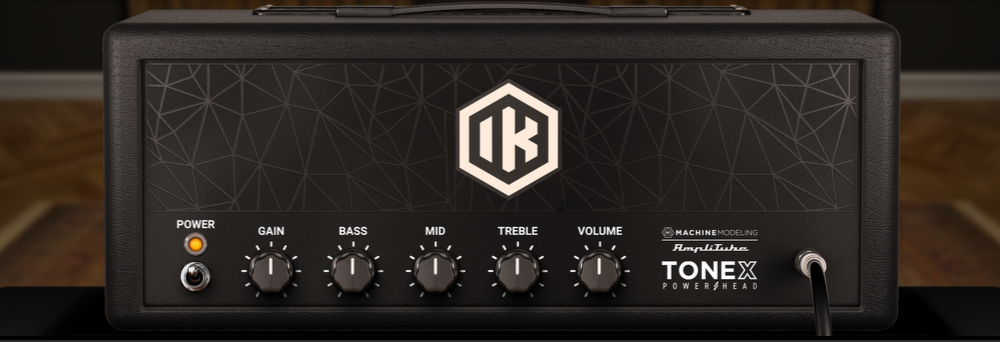 IK
POWER
GAIN
BASS
MID
TREBLE
VOLUME
MACHINEMODELING
AmpliTube
TONEX
POWERHEAD